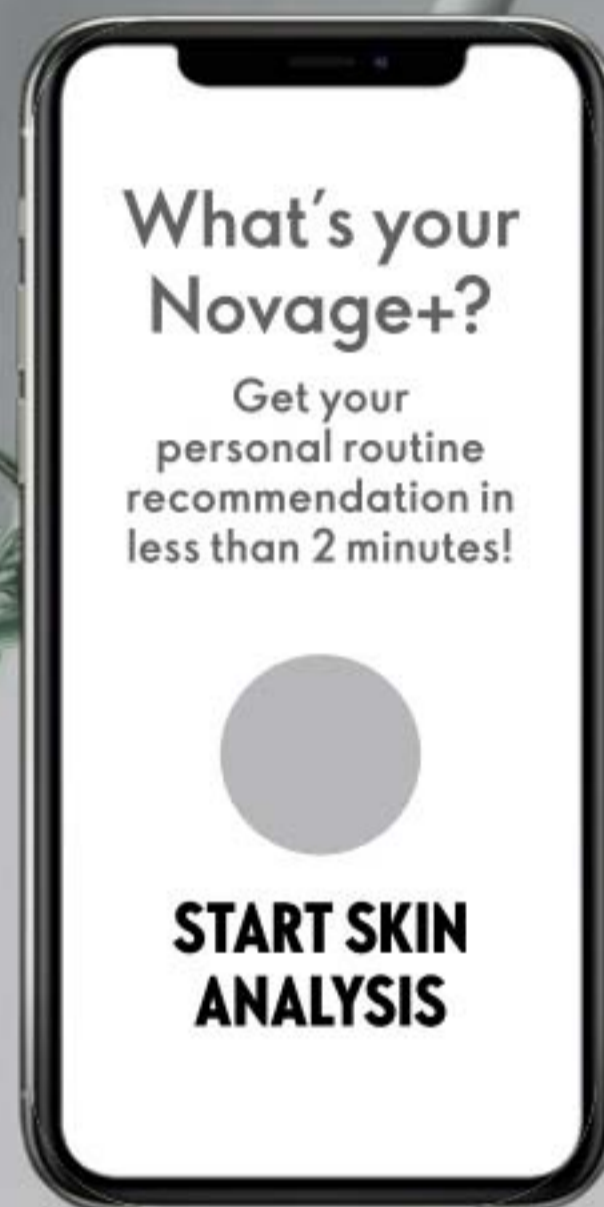 What's your
Novage+?
Get your
personal routine
recommendation in
less than 2 minutes!
START SKIN
ANALYSIS